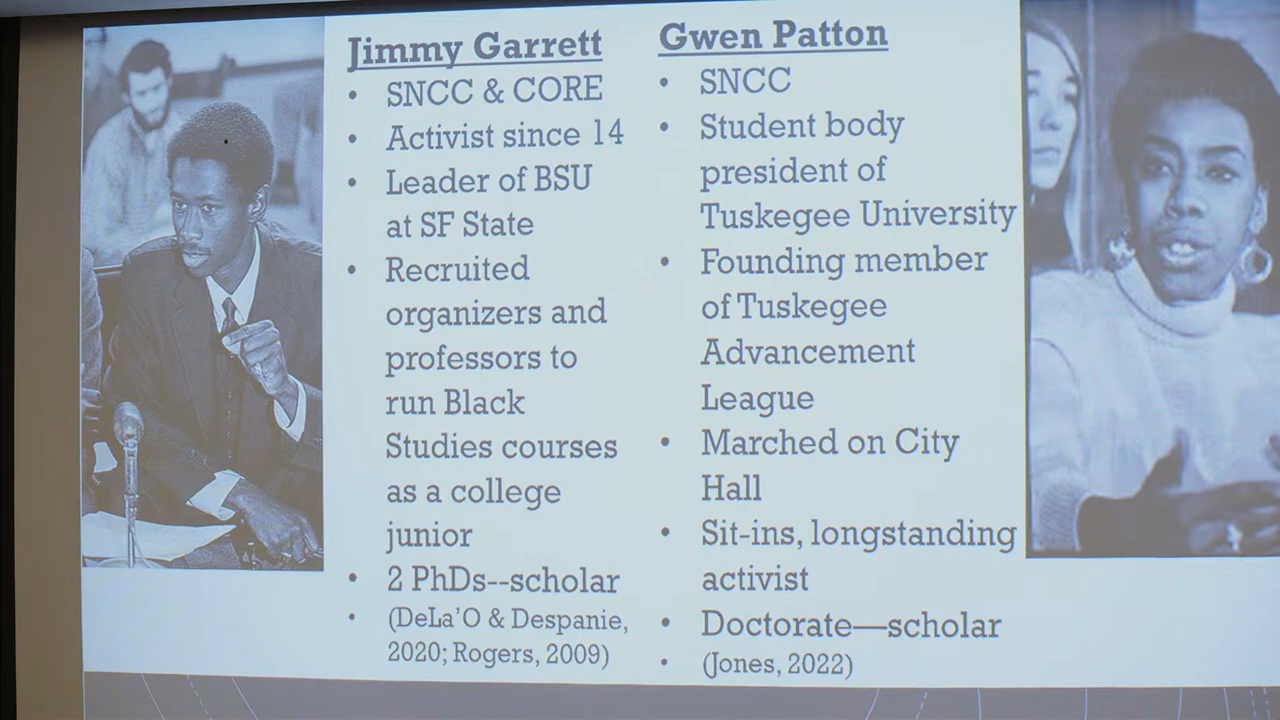 Jimmy Garrett
• SNCC & CORE
• Activist since 14
• Leader of BSU
at SF State
• Recruited
organizers and
professors to
run Black
Studies courses
as a college
junior
• 2 PhDs--scholar
• (DeLa’O & Despanie,
2020; Rogers, 2009)
Gwen Patton
• SNCC
• Student body
president of
Tuskegee University
• Founding member
of Tuskegee
Advancement
League
• Marched on City
Hall
• Sit-ins, longstanding
activist
• Doctorate—scholar
• (Jones, 2022)